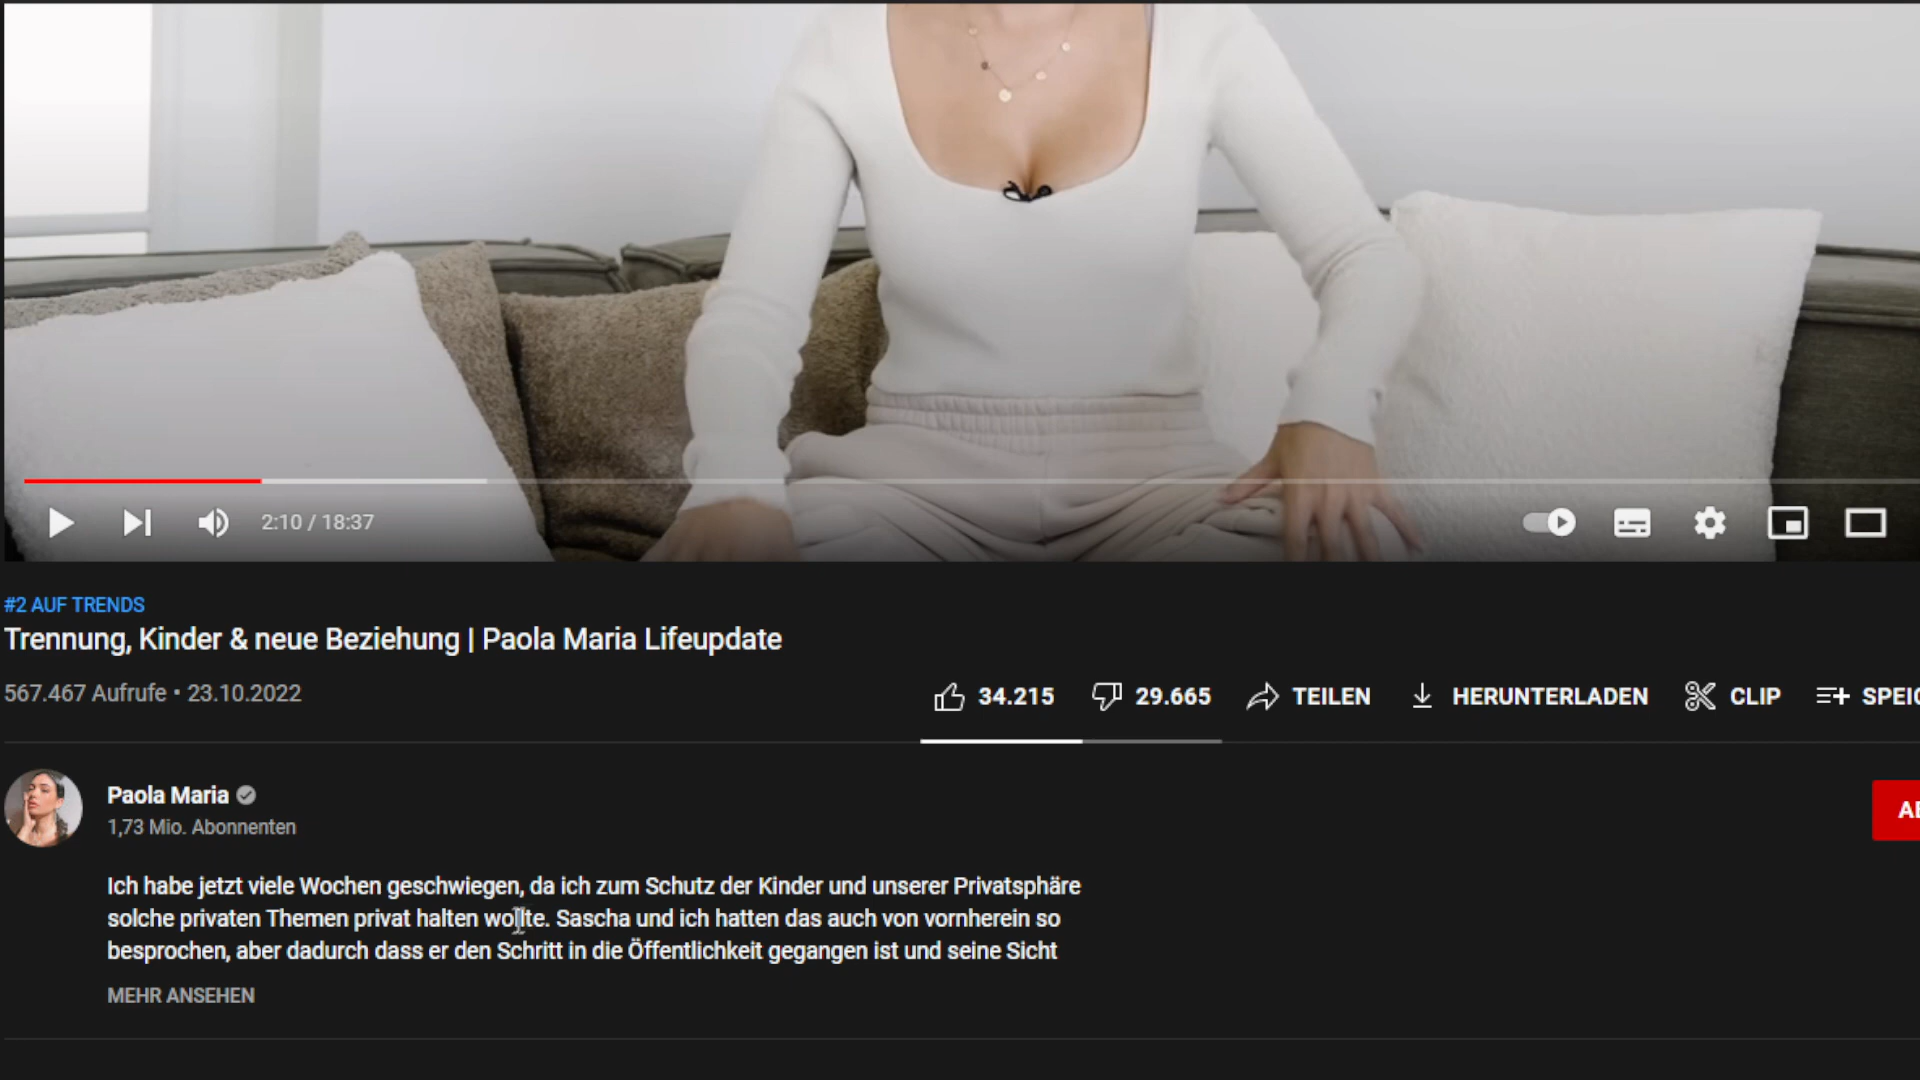 2:10 / 18:37
#2 AUF TRENDS
Trennung, Kinder & neue Beziehung | Paola Maria Lifeupdate
567.467 Aufrufe • 23.10.2022
34.215 29.665 TEILEN HERUNTERLADEN CLIP SPEIC
Paola Maria
1,73 Mio. Abonnenten
AB
Ich habe jetzt viele Wochen geschwiegen, da ich zum Schutz der Kinder und unserer Privatsphäre
solche privaten Themen privat halten wollte. Sascha und ich hatten das auch von vornherein so
besprochen, aber dadurch dass er den Schritt in die Öffentlichkeit gegangen ist und seine Sicht
MEHR ANSEHEN